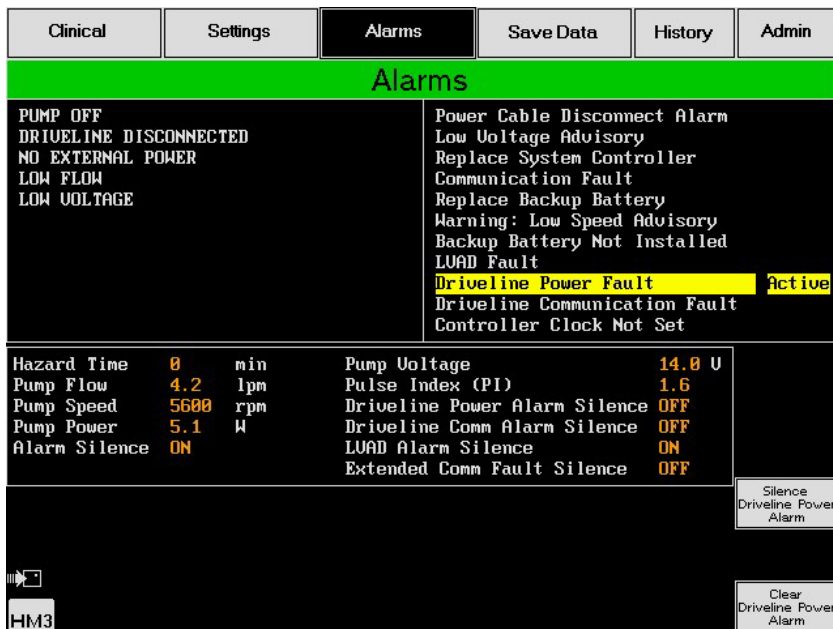 Clinical Settings Alarms Save Data History Admin
Alarms
PUMP OFF
DRIVELINE DISCONNECTED
NO EXTERNAL POWER
LOW FLOW
LOW VOLTAGE
Power Cable Disconnect Alarm
Low Voltage Advisory
Replace System Controller
Communication Fault
Replace Backup Battery
Warning: Low Speed Advisory
Backup Battery Not Installed
LVAD Fault
Driveline Power Fault Active
Driveline Communication Fault
Controller Clock Not Set
Hazard Time 0 min
Pump Flow 4.2 lpm
Pump Speed 5600 rpm
Pump Power 5.1 W
Alarm Silence ON
Pump Voltage 14.0 V
Pulse Index (PI) 1.6
Driveline Power Alarm Silence OFF
Driveline Comm Alarm Silence OFF
LVAD Alarm Silence ON
Extended Comm Fault Silence OFF
Silence
Driveline Power
Alarm
HM3
Clear
Driveline Power
Alarm